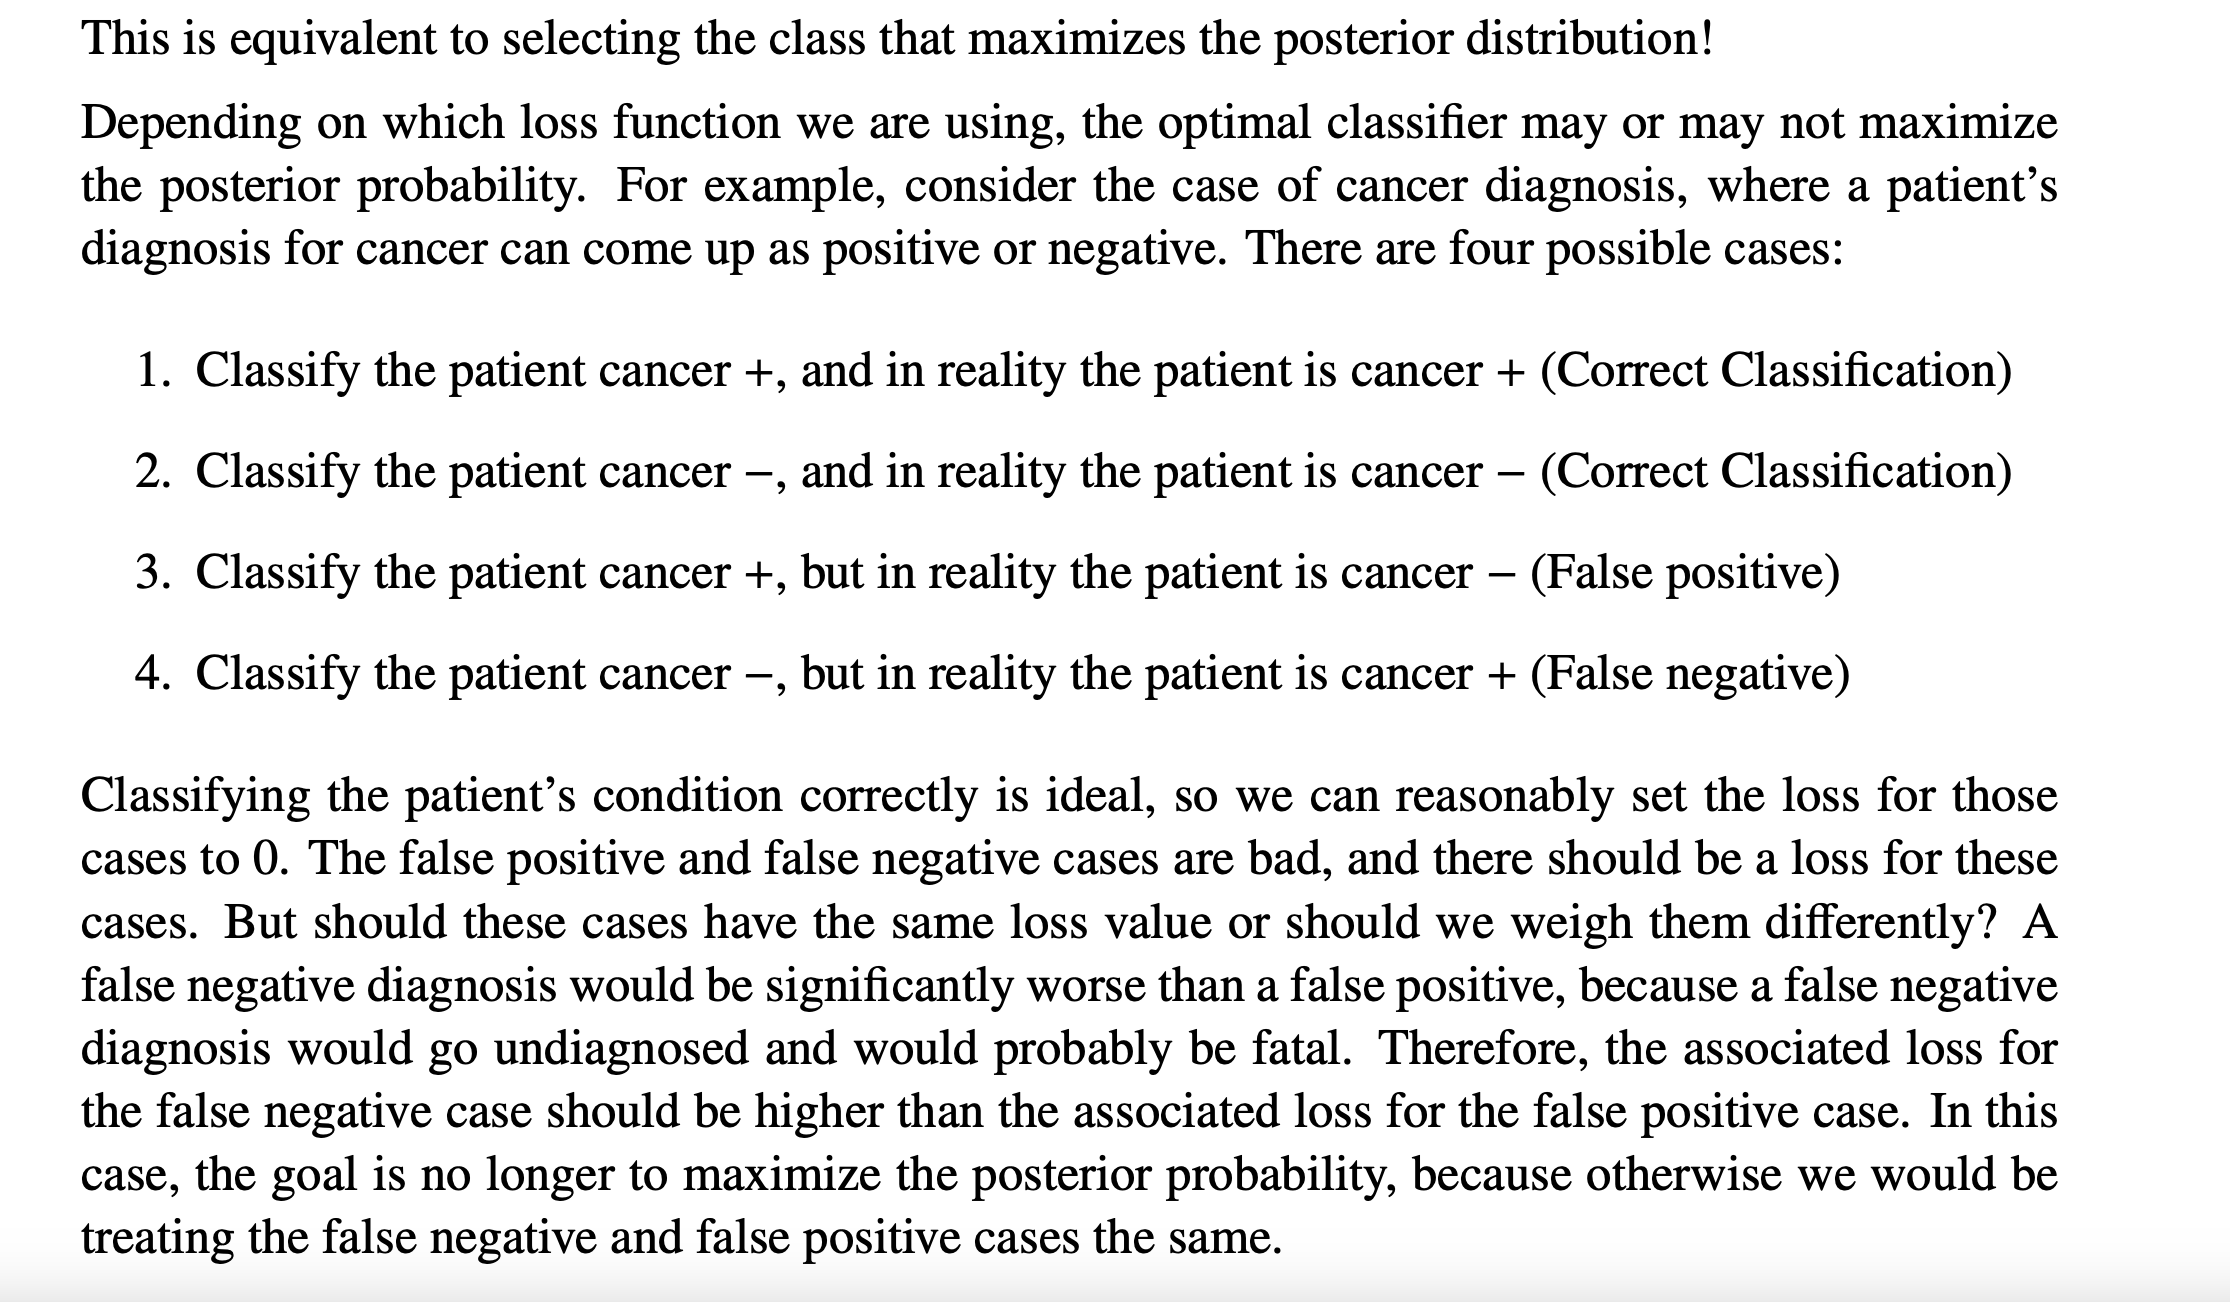 This is equivalent to selecting the class that maximizes the posterior distribution!
Depending on which loss function we are using, the optimal classifier may or may not maximize
the posterior probability. For example, consider the case of cancer diagnosis, where a patient’s
diagnosis for cancer can come up as positive or negative. There are four possible cases:
1. Classify the patient cancer +, and in reality the patient is cancer + (Correct Classification)
2. Classify the patient cancer –, and in reality the patient is cancer – (Correct Classification)
3. Classify the patient cancer +, but in reality the patient is cancer – (False positive)
4. Classify the patient cancer –, but in reality the patient is cancer + (False negative)
Classifying the patient’s condition correctly is ideal, so we can reasonably set the loss for those
cases to 0. The false positive and false negative cases are bad, and there should be a loss for these
cases. But should these cases have the same loss value or should we weigh them differently? A
false negative diagnosis would be significantly worse than a false positive, because a false negative
diagnosis would go undiagnosed and would probably be fatal. Therefore, the associated loss for
the false negative case should be higher than the associated loss for the false positive case. In this
case, the goal is no longer to maximize the posterior probability, because otherwise we would be
treating the false negative and false positive cases the same.